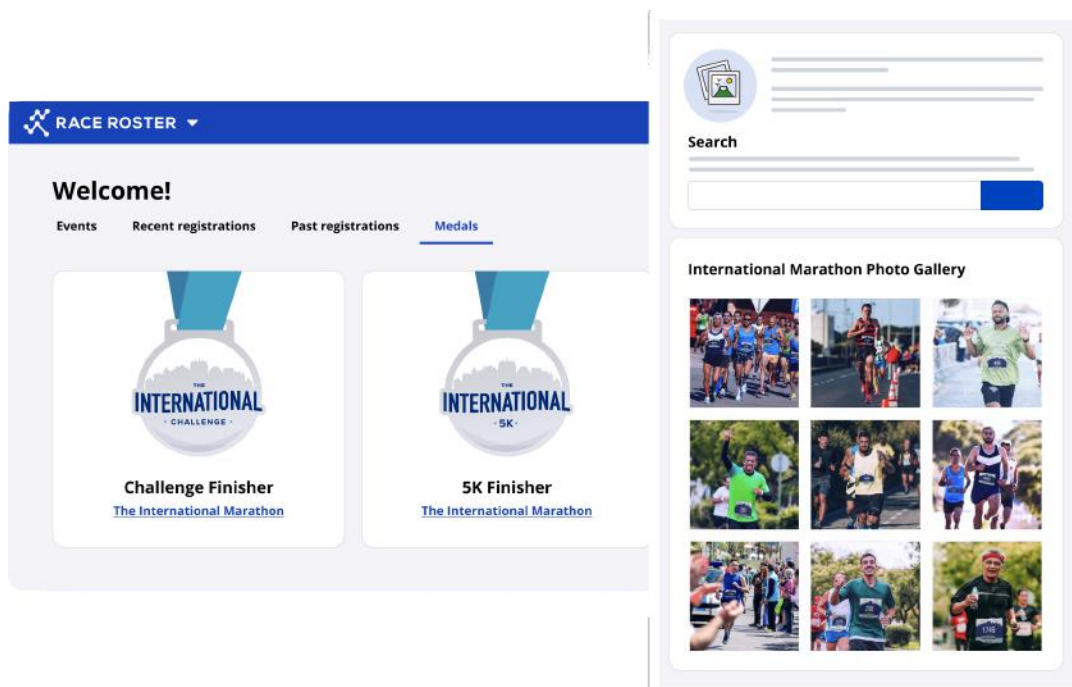 RACE ROSTER
Welcome!
Events Recent registrations Past registrations Medals
THE
INTERNATIONAL
· CHALLENGE ·
Challenge Finisher
The International Marathon
THE
INTERNATIONAL
· 5K ·
5K Finisher
The International Marathon
Search
International Marathon Photo Gallery
1746